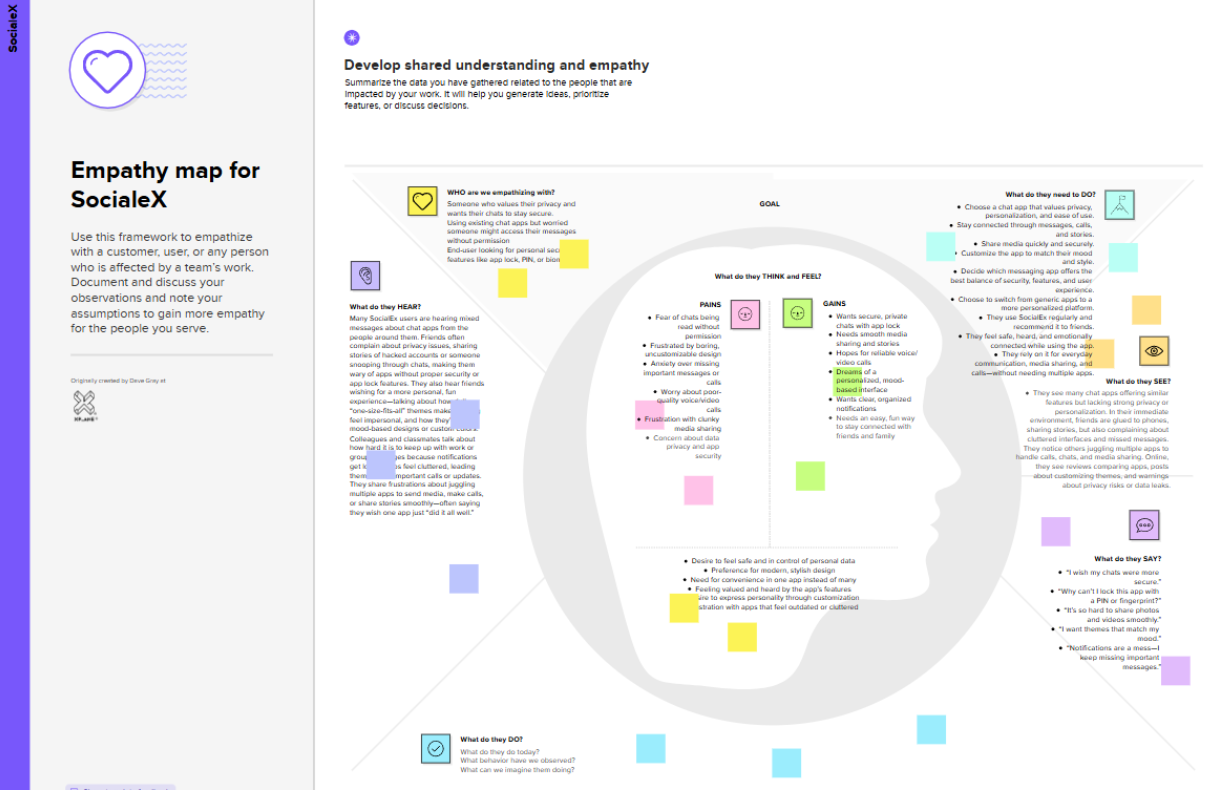 SocialeX
Empathy map for
SocialeX
Use this framework to empathize
with a customer, user, or any person
who is affected by a team's work.
Document and discuss your
observations and note your
assumptions to gain more empathy
for the people you serve.
Originally created by Dave Gray at
XPLANE
Develop shared understanding and empathy
Summarize the data you have gathered related to the people that are
impacted by your work. It will help you generate ideas, prioritize
features, or discuss decisions.
WHO are we empathizing with?
Someone who values their privacy and
wants their chats to stay secure.
Using existing chat apps but worried
someone might access their messages
without permission
End-user looking for personal
features like app lock, PIN, or
What do they HEAR?
Many SocialEx users are hearing mixed
messages about chat apps from the
people around them. Friends often
complain about privacy issues, sharing
stories of hacked accounts or someone
snooping through chats, making them
wary of apps without proper security or
app lock features. They also hear friends
wishing for a more personal, fun
experience—talking about how
"one-size-fits-all" themes make
feel impersonal, and how they
mood-based designs or custom
Colleagues and classmates talk about
how hard it is to keep up with work or
because notifications
get feel cluttered, leading
important calls or updates.
They share frustrations about juggling
multiple apps to send media, make calls,
or share stories smoothly—often saying
they wish one app just "did it all well."
GOAL
What do they THINK and FEEL?
PAINS
• Fear of chats being
read without
permission
• Frustrated by boring,
uncustomizable design
• Anxiety over missing
important messages or
calls
• Worry about poor-
quality voice/video
calls
• Frustration with clunky
media sharing
• Concern about data
privacy and app
security
GAINS
• Wants secure, private
chats with app lock
• Needs smooth media
sharing and stories
• Hopes for reliable voice/
video calls
• Dreams of a
personalized, mood-
based interface
• Wants clear, organized
notifications
• Needs an easy, fun way
to stay connected with
friends and family
• Desire to feel safe and in control of personal data
• Preference for modern, stylish design
• Need for convenience in one app instead of many
• Feeling valued and heard by the app's features
to express personality through customization
with apps that feel outdated or cluttered
What do they need to DO?
• Choose a chat app that values privacy,
personalization, and ease of use.
• Stay connected through messages, calls,
and stories.
• Share media quickly and securely.
• Customize the app to match their mood
and style.
• Decide which messaging app offers the
best balance of security, features, and user
experience.
• Choose to switch from generic apps to a
more personalized platform.
• They use SocialEx regularly and
recommend it to friends.
• They feel safe, heard, and emotionally
connected while using the app.
• They rely on it for everyday
communication, media sharing, and
calls—without needing multiple apps.
What do they SEE?
• They see many chat apps offering similar
features but lacking strong privacy or
personalization. In their immediate
environment, friends are glued to phones,
sharing stories, but also complaining about
cluttered interfaces and missed messages.
They notice others juggling multiple apps to
handle calls, chats, and media sharing. Online,
they see reviews comparing apps, posts
about customizing themes, and warnings
about privacy risks or data leaks.
What do they SAY?
• "I wish my chats were more
secure."
• "Why can't I lock this app with
a PIN or fingerprint?"
• "It's so hard to share photos
and videos smoothly."
• "I want themes that match my
mood."
• "Notifications are a mess—I
keep missing important
messages."
What do they DO?
What do they do today?
What behavior have we observed?
What can we imagine them doing?